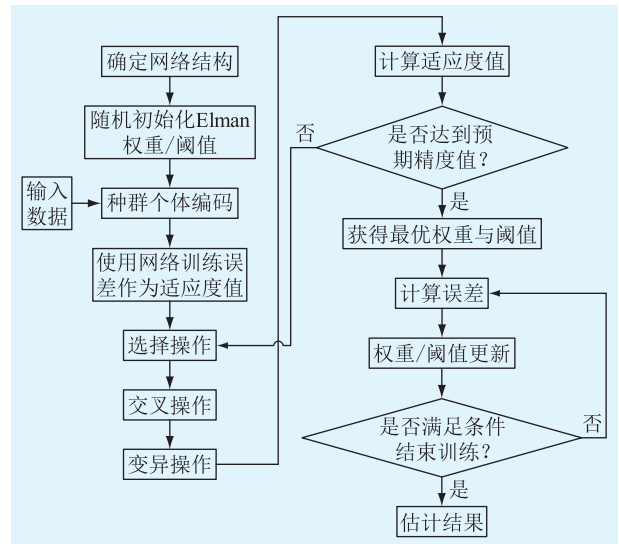 确定网络结构
随机初始化Elman
权重/阈值
输入
数据
种群个体编码
使用网络训练误
差作为适应度值
选择操作
交叉操作
变异操作
计算适应度值
是否达到预
期精度值?
否
是
获得最优权重与阈值
计算误差
权重/阈值更新
是否满足条件
结束训练?
否
是
估计结果